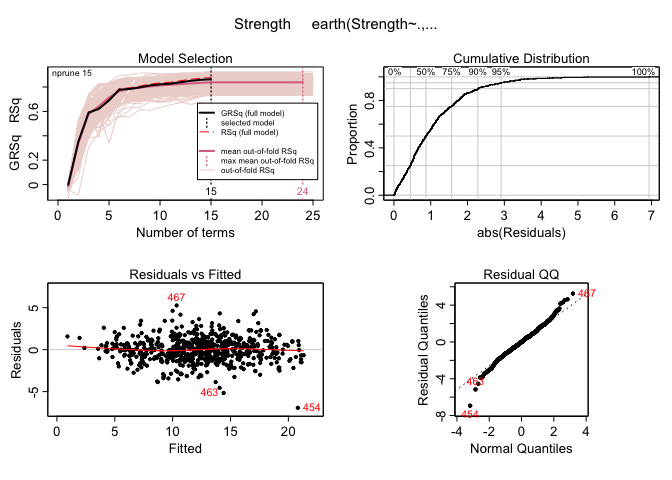 Strength earth(Strength~.,...
Model Selection
nprune 15
GRSq RSq
0 0.2 0.6
GRSq (full model)
selected model
RSq (full model)
mean out-of-fold RSq
max mean out-of-fold RSq
out-of-fold RSq
15 24
0 5 10 15 20 25
Number of terms
Cumulative Distribution
0% 50% 75% 90% 95% 100%
Proportion
0.0 0.4 0.8
0 1 2 3 4 5 6 7
abs(Residuals)
Residuals vs Fitted
Residuals
-5 0 5
467
463
454
0 5 10 15 20
Fitted
Residual QQ
Residual Quantiles
-8 -4 0 4
467
463
454
-4 -2 0 2 4
Normal Quantiles